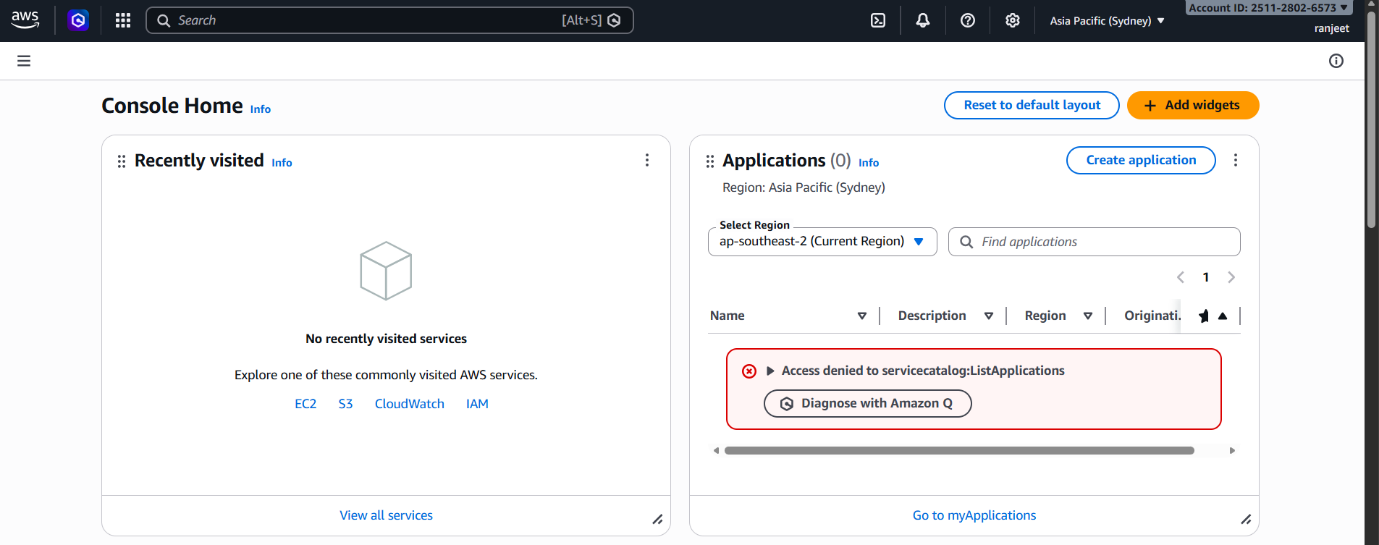 aws
Search [Alt+S]
Asia Pacific (Sydney)
Account ID: 2511-2802-6573
ranjeet
Console Home Info
Reset to default layout
+ Add widgets
Recently visited Info
No recently visited services
Explore one of these commonly visited AWS services.
EC2 S3 CloudWatch IAM
View all services
Applications (0) Info
Create application
Region: Asia Pacific (Sydney)
Select Region
ap-southeast-2 (Current Region)
Find applications
1
Name Description Region Originati.
Access denied to servicecatalog:ListApplications
Diagnose with Amazon Q
Go to myApplications